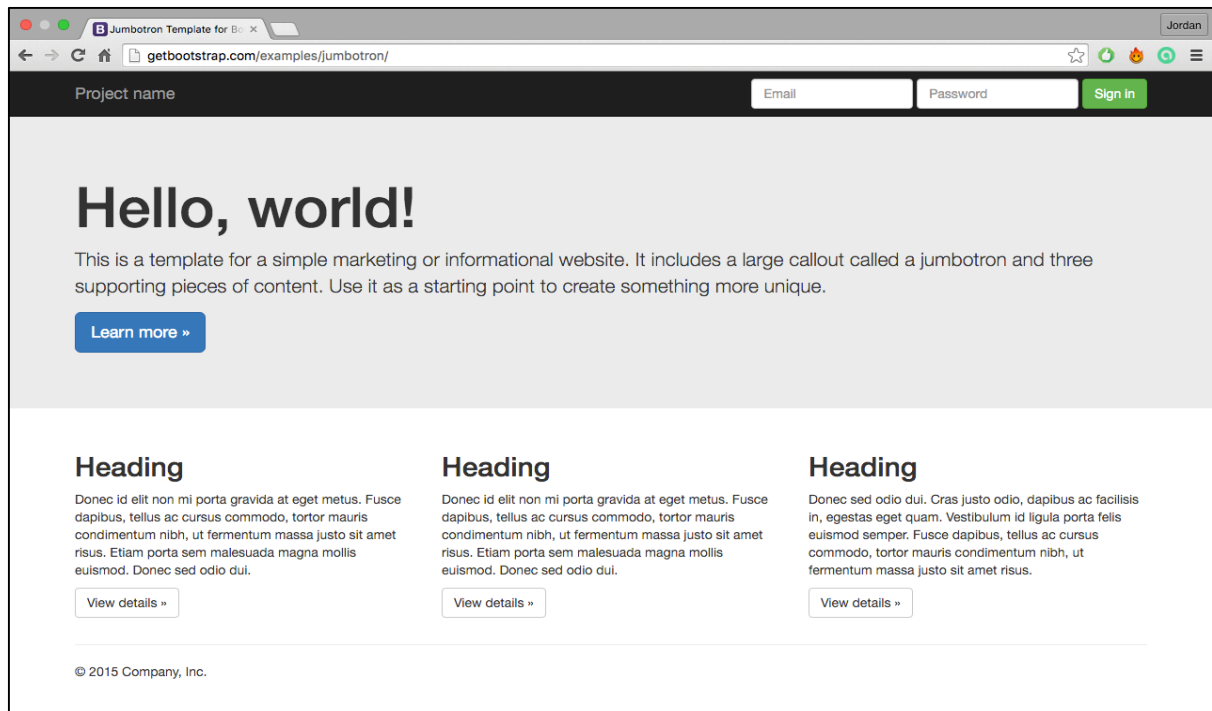 Jumbotron Template for Bo
Jordan
getbootstrap.com/examples/jumbotron/
Project name
Email
Password
Sign in
Hello, world!
This is a template for a simple marketing or informational website. It includes a large callout called a jumbotron and three
supporting pieces of content. Use it as a starting point to create something more unique.
Learn more »
Heading
Donec id elit non mi porta gravida at eget metus. Fusce
dapibus, tellus ac cursus commodo, tortor mauris
condimentum nibh, ut fermentum massa justo sit amet
risus. Etiam porta sem malesuada magna mollis
euismod. Donec sed odio dui.
View details »
Heading
Donec id elit non mi porta gravida at eget metus. Fusce
dapibus, tellus ac cursus commodo, tortor mauris
condimentum nibh, ut fermentum massa justo sit amet
risus. Etiam porta sem malesuada magna mollis
euismod. Donec sed odio dui.
View details »
Heading
Donec sed odio dui. Cras justo odio, dapibus ac facilisis
in, egestas eget quam. Vestibulum id ligula porta felis
euismod semper. Fusce dapibus, tellus ac cursus
commodo, tortor mauris condimentum nibh, ut
fermentum massa justo sit amet risus.
View details »
© 2015 Company, Inc.